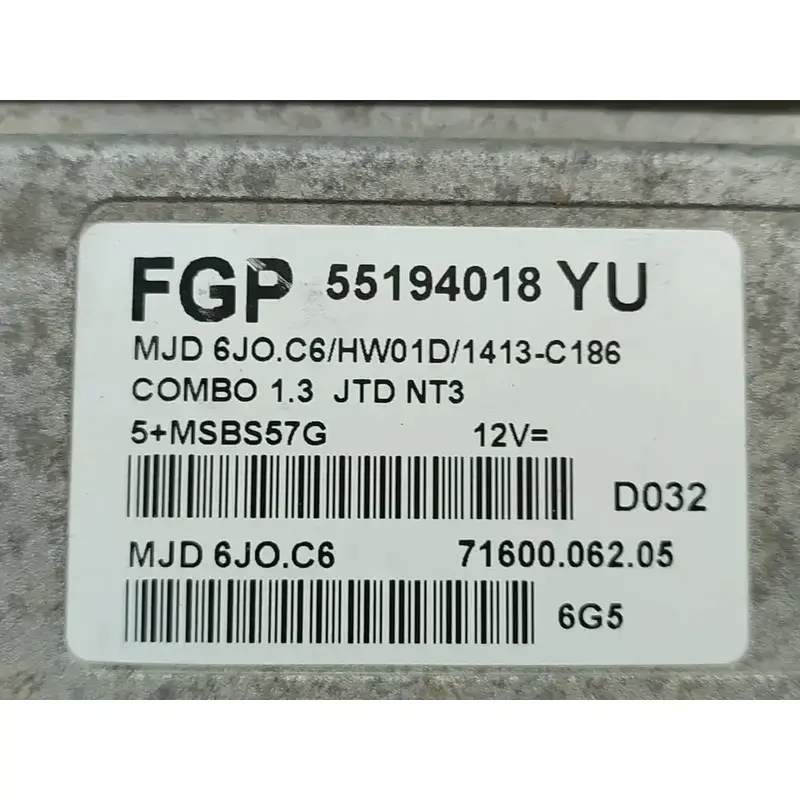 FGP 55194018 YU
MJD 6JO.C6/HW01D/1413-C186
COMBO 1.3 JTD NT3
5+MSBS57G 12V=
D032
MJD 6JO.C6 71600.062.05
6G5